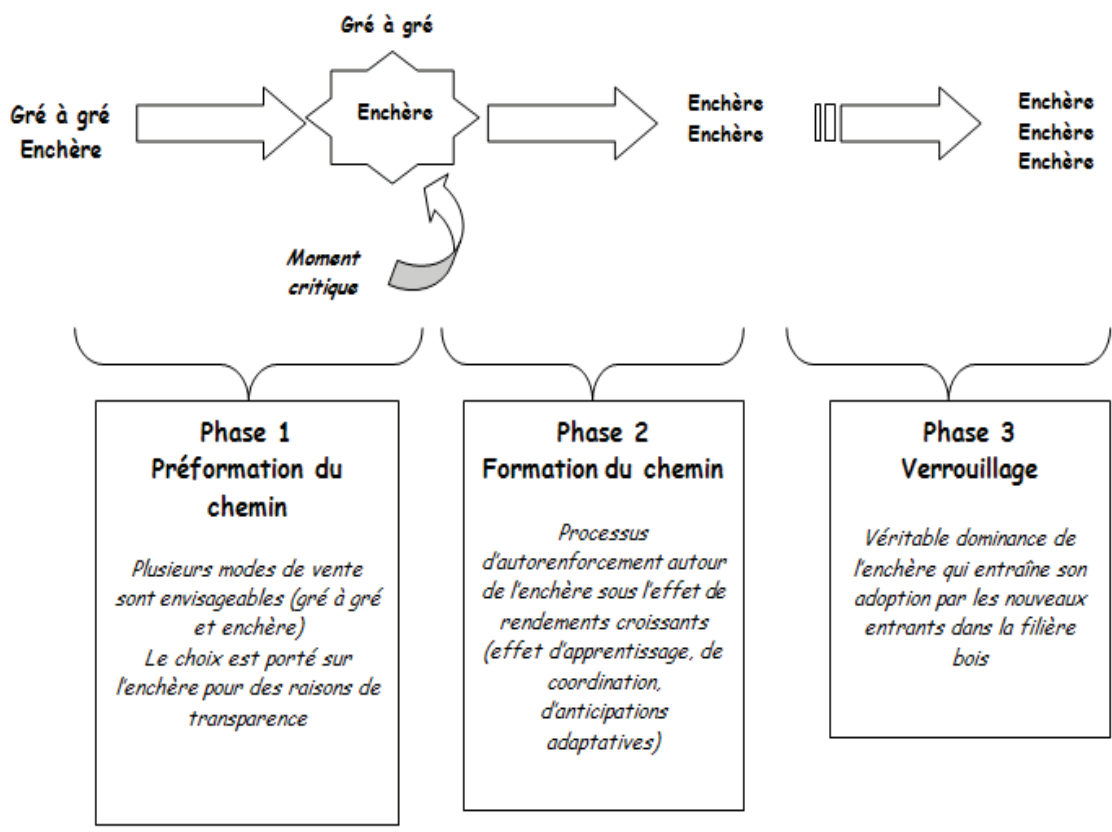 Gré à gré
Gré à gré
Enchère
Enchère
Enchère
Enchère
Enchère
Enchère
Enchère
Moment
critique
Phase 1
Préformation du
chemin
Plusieurs modes de vente
sont envisageables (gré à gré
et enchère)
Le choix est porté sur
l'enchère pour des raisons de
transparence
Phase 2
Formation du chemin
Processus
d'autorenforcement autour
de l'enchère sous l'effet de
rendements croissants
(effet d'apprentissage, de
coordination,
d'anticipations
adaptatives)
Phase 3
Verrouillage
Véritable dominance de
l'enchère qui entraîne son
adoption par les nouveaux
entrants dans la filière
bois